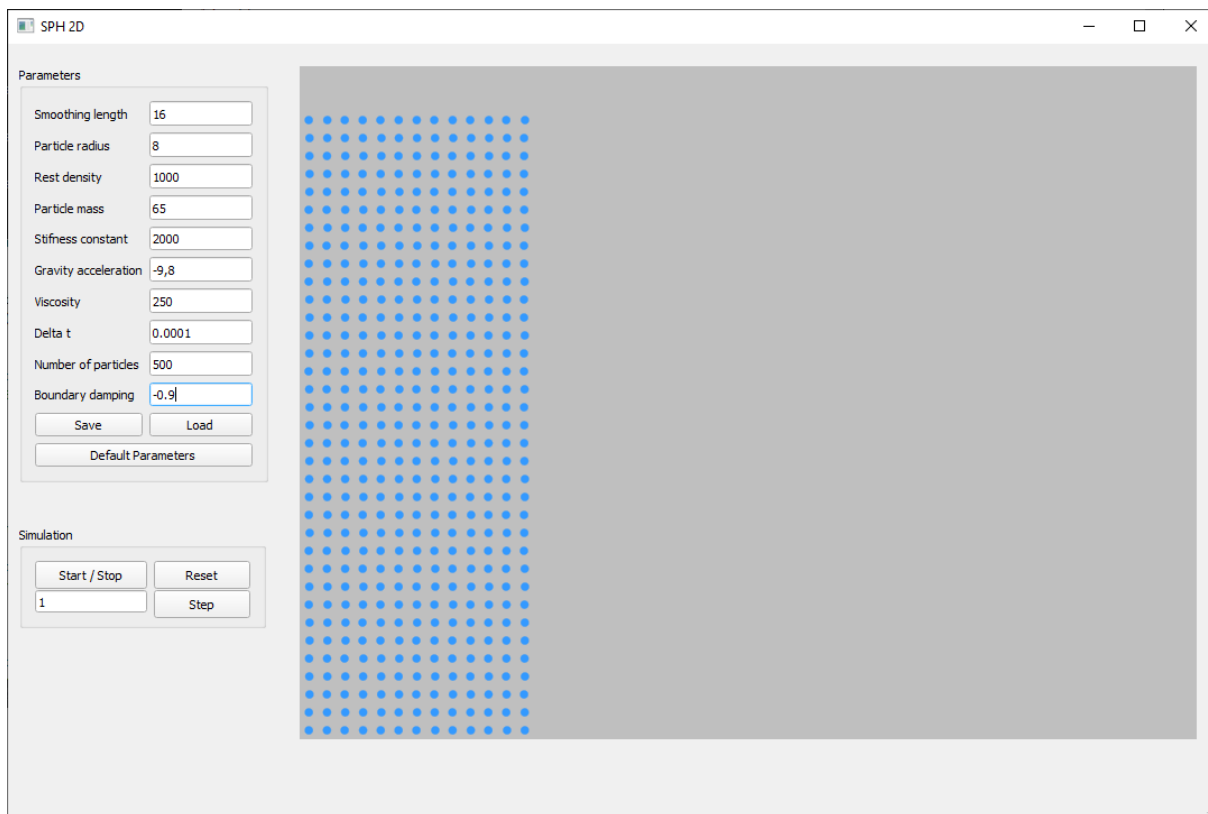 SPH 2D
Parameters
Smoothing length 16
Particle radius 8
Rest density 1000
Particle mass 65
Stifness constant 2000
Gravity acceleration -9,8
Viscosity 250
Delta t 0.0001
Number of particles 500
Boundary damping -0.9
Save Load
Default Parameters
Simulation
Start / Stop Reset
1 Step